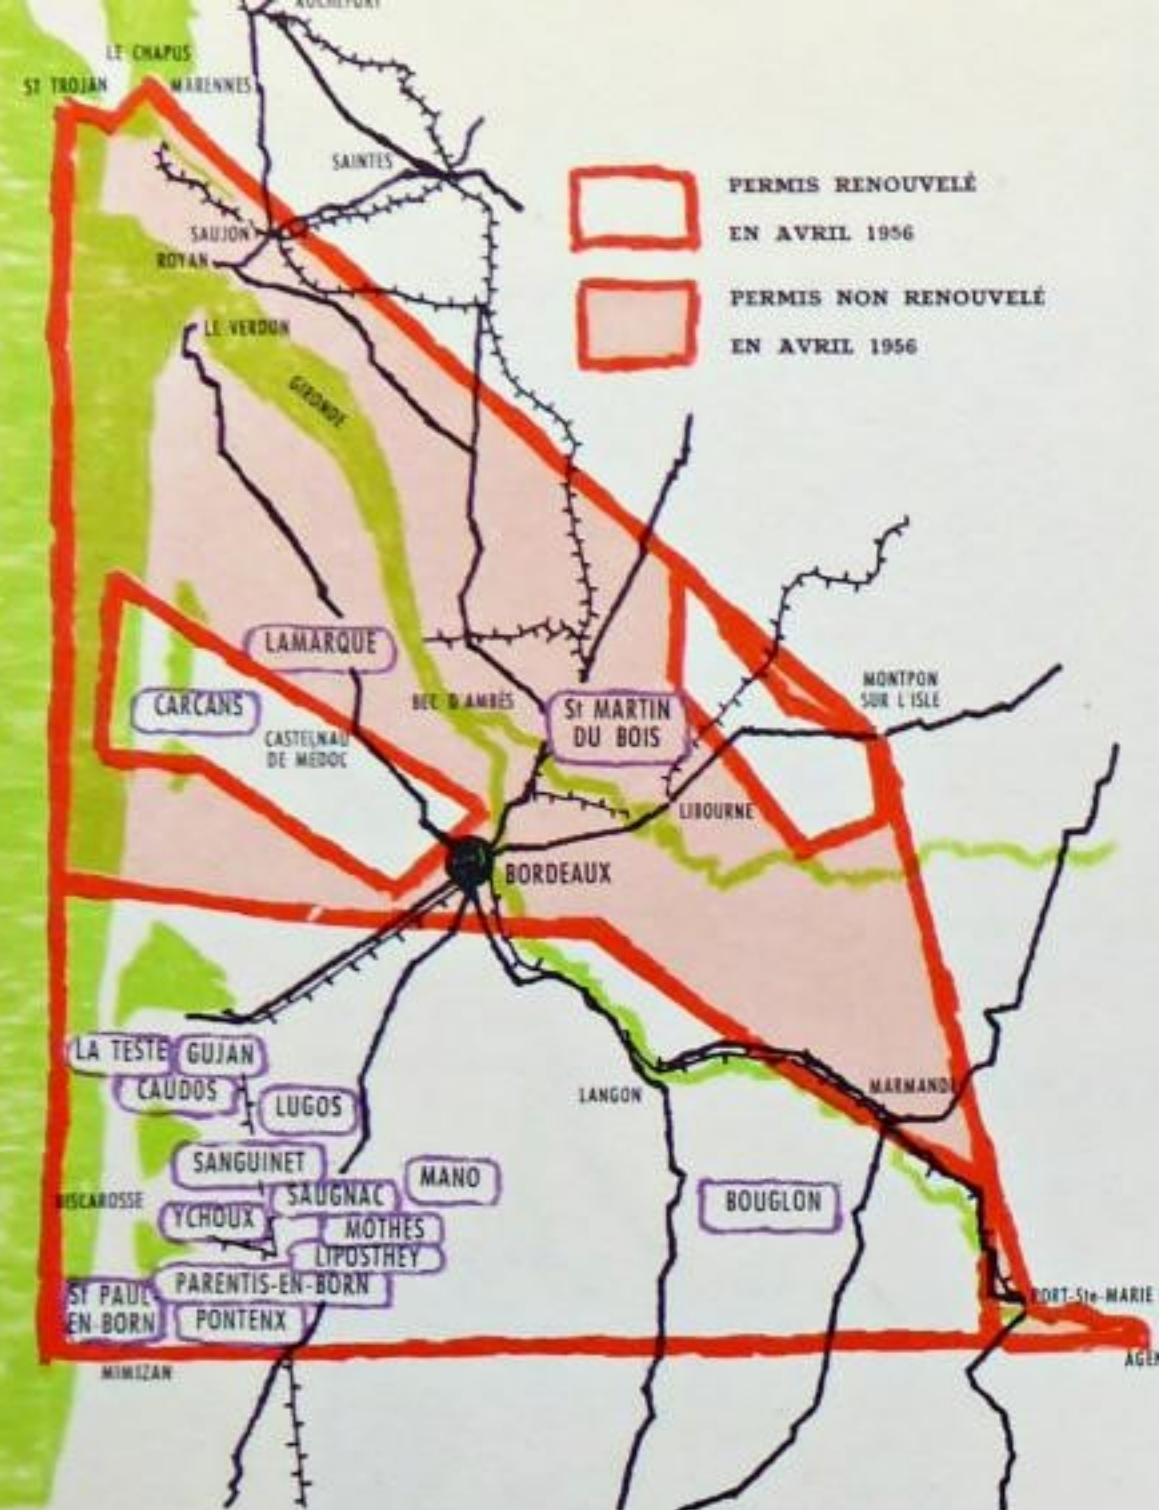 ROCHEFORT
LE CHAPUS
ST TROJAN
MARENNES
SAINTES
PERMIS RENOUVELÉ
EN AVRIL 1956
SAUJON
ROYAN
PERMIS NON RENOUVELÉ
EN AVRIL 1956
LE VERDON
GIRONDE
LAMARQUE
MONTPON
SUR L'ISLE
BEC D'AMBÈS
CARCANS
St MARTIN
DU BOIS
CASTELNAU
DE MEDOC
LIBOURNE
BORDEAUX
LA TESTE
GUJAN
CAUDOS
LUGOS
LANGON
MARMANDE
SANGUINET
MANO
SAUGNAC
BISCAROSSE
BOUGLON
YCHOUX
MOTHES
LIPOSTHEY
PARENTIS-EN-BORN
St PAUL-
EN-BORN
PONTENX
PORT-Ste-MARIE
AGEN
MIMIZAN